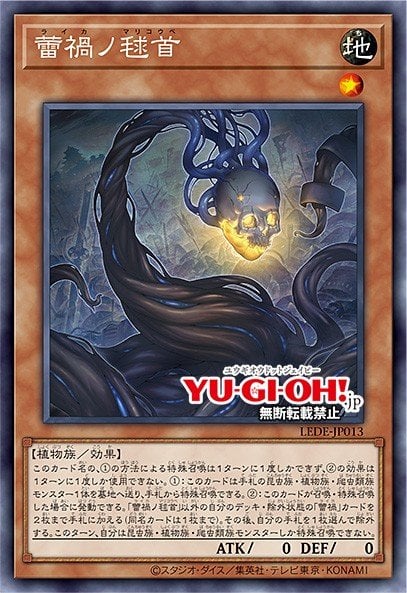 ライカ マリコウベ
蕾禍ノ毬首
ち
地
ユウギオウドットジェイピー
YU-GI-OH!.jp
無断転載禁止
LEDE-JP013
【植物族/効果】
このカード名の、①の方法による特殊召喚は1ターンに1度しかできず、②の効果は
1ターンに1度しか使用できない。①:このカードは手札の昆虫族・植物族・爬虫類族
モンスター1体を墓地へ送り、手札から特殊召喚できる。②:このカードが召喚・特殊召喚
した場合に発動できる。「蕾禍ノ毬首」以外の自分のデッキ・除外状態の「蕾禍」カード
を2枚まで手札に加える(同名カードは1枚まで)。その後、自分の手札を1枚選んで除外
する。このターン、自分は昆虫族・植物族・爬虫類族モンスターしか特殊召喚できない。
ATK/ 0 DEF/ 0
©スタジオ・ダイス/集英社・テレビ東京・KONAMI